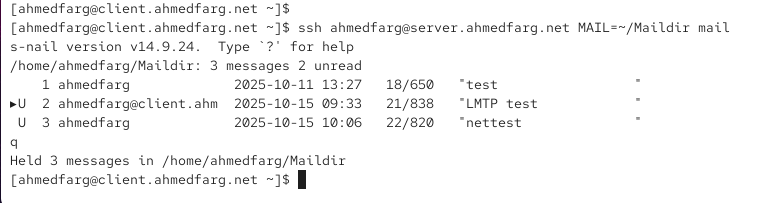 [ahmedfarg@client.ahmedfarg.net ~]$
[ahmedfarg@client.ahmedfarg.net ~]$ ssh ahmedfarg@server.ahmedfarg.net MAIL=~/Maildir mail
s-nail version v14.9.24.  Type `?' for help
/home/ahmedfarg/Maildir: 3 messages 2 unread
    1 ahmedfarg             2025-10-11 13:27   18/650   "test                 "
▸U  2 ahmedfarg@client.ahm  2025-10-15 09:33   21/838   "LMTP test            "
 U  3 ahmedfarg             2025-10-15 10:06   22/820   "nettest              "
q
Held 3 messages in /home/ahmedfarg/Maildir
[ahmedfarg@client.ahmedfarg.net ~]$